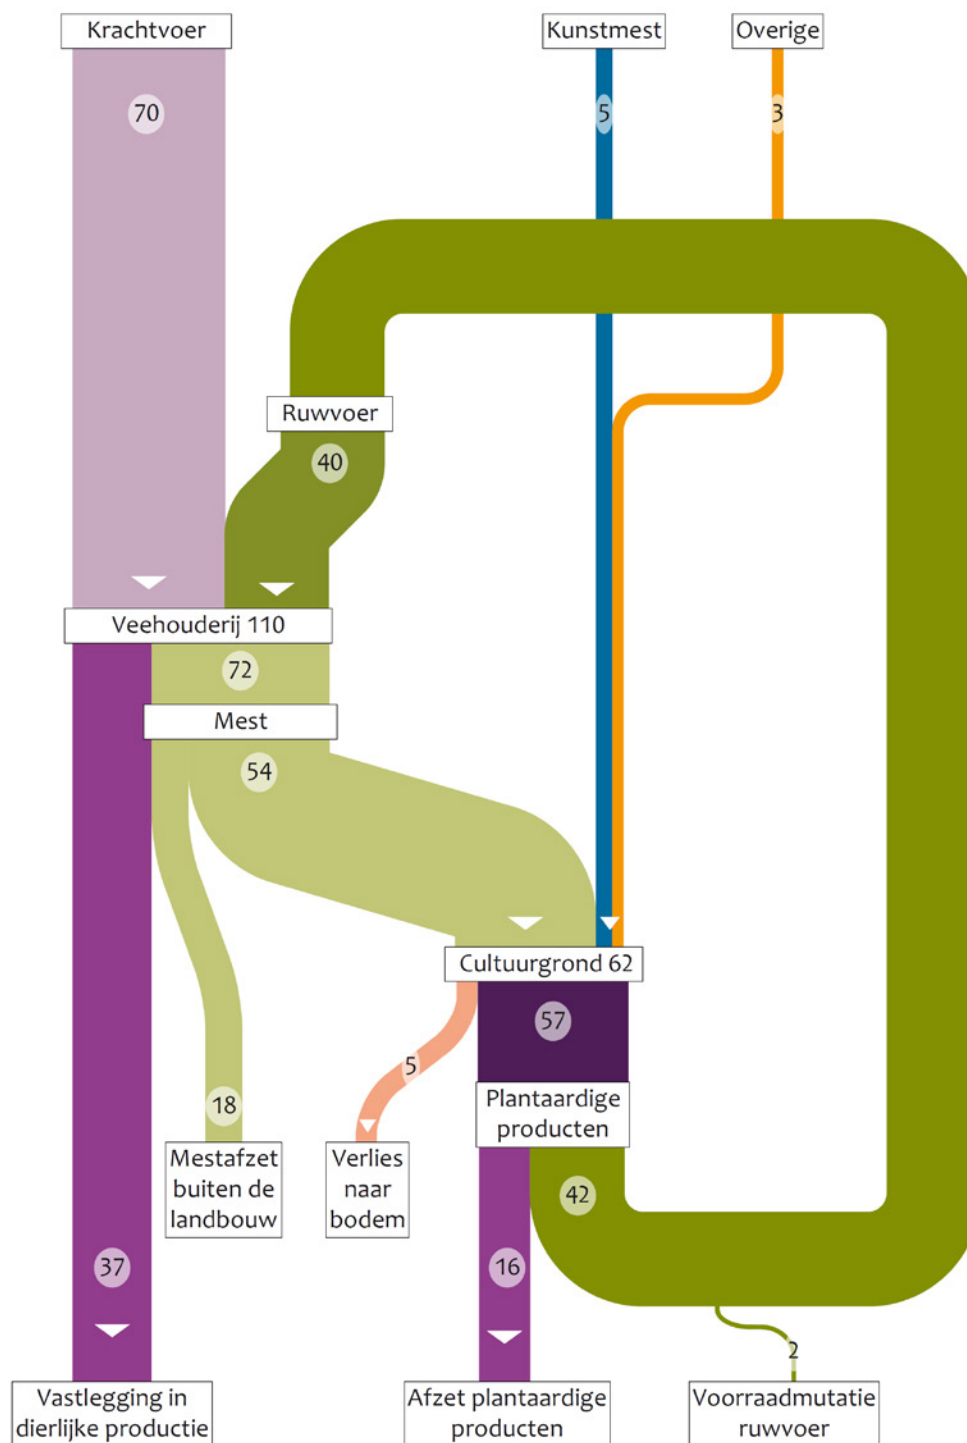 Krachtvoer
Kunstmest
Overige
70
5
3
Ruwvoer
40
Veehouderij 110
72
Mest
54
Cultuurgrond 62
57
5
Plantaardige
producten
18
Mestafzet
buiten de
landbouw
Verlies
naar
bodem
42
37
16
2
Vastlegging in
dierlijke productie
Afzet plantaardige
producten
Voorraadmutatie
ruwvoer